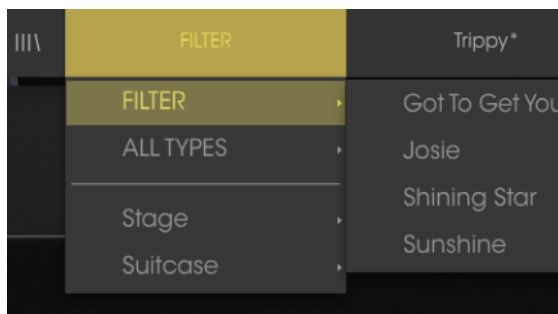 FILTER
Trippy*
FILTER
Got To Get You
ALL TYPES
Josie
Shining Star
Stage
Sunshine
Suitcase